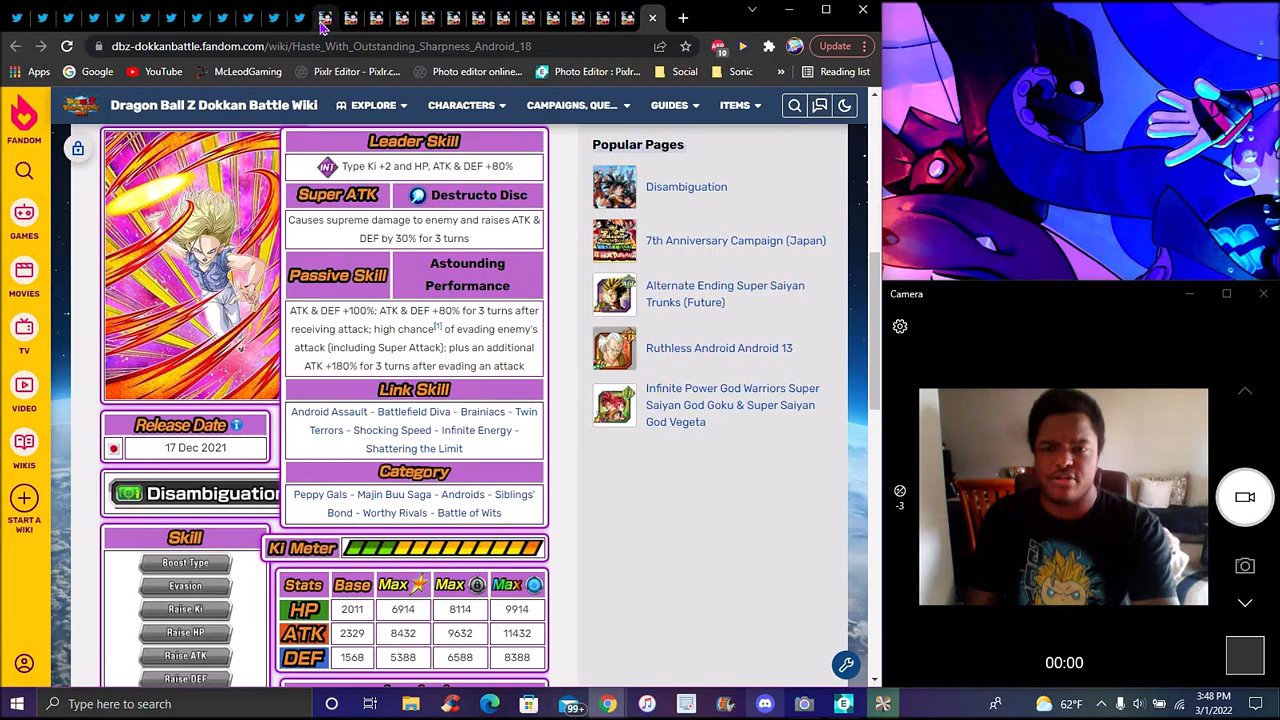 dbz-dokkanbattle.fandom.com/wiki/Haste_With_Outstanding_Sharpness_Android_18
10
Update
Apps
Google
YouTube
McLeodGaming
Pixlr Editor - Pixlr.c...
Photo editor online...
Photo Editor : Pixlr...
Social
Sonic
»
Reading list
FANDOM
GAMES
MOVIES
TV
VIDEO
WIKIS
START A
WIKI
Dragon Ball Z Dokkan Battle Wiki
EXPLORE
CHARACTERS
CAMPAIGNS, QUE...
GUIDES
ITEMS
Leader Skill
INT Type Ki +2 and HP, ATK & DEF +80%
Super ATK
Destructo Disc
Causes supreme damage to enemy and raises ATK &
DEF by 30% for 3 turns
Passive Skill
Astounding
Performance
ATK & DEF +100%; ATK & DEF +80% for 3 turns after
receiving attack; high chance[1] of evading enemy's
attack (including Super Attack); plus an additional
ATK +180% for 3 turns after evading an attack
Link Skill
Android Assault - Battlefield Diva - Brainiacs - Twin
Terrors - Shocking Speed - Infinite Energy -
Shattering the Limit
Category
Peppy Gals - Majin Buu Saga - Androids - Siblings'
Bond - Worthy Rivals - Battle of Wits
Release Date
17 Dec 2021
Disambiguation
Skill
Boost Type
Evasion
Raise Ki
Raise HP
Raise ATK
Raise DEF
Ki Meter
Stats Base Max Max Max
HP 2011 6914 8114 9914
ATK 2329 8432 9632 11432
DEF 1568 5388 6588 8388
Popular Pages
Disambiguation
7th Anniversary Campaign (Japan)
Alternate Ending Super Saiyan
Trunks (Future)
Ruthless Android Android 13
Infinite Power God Warriors Super
Saiyan God Goku & Super Saiyan
God Vegeta
Camera
-3
00:00
Type here to search
99+
62°F
3:48 PM
3/1/2022